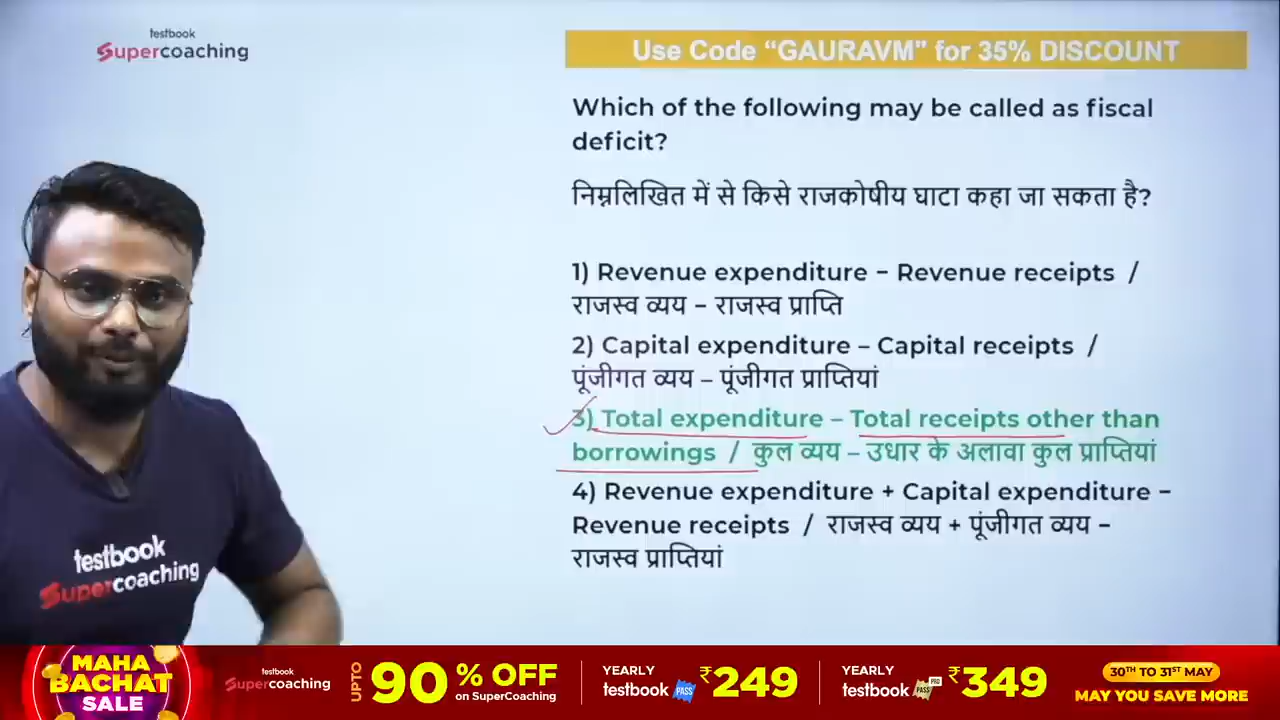 testbook
Supercoaching
Use Code “GAURAVM" for 35% DISCOUNT
Which of the following may be called as fiscal
deficit?
निम्नलिखित में से किसे राजकोषीय घाटा कहा जा सकता है?
1) Revenue expenditure − Revenue receipts /
राजस्व व्यय − राजस्व प्राप्ति
2) Capital expenditure – Capital receipts /
पूंजीगत व्यय – पूंजीगत प्राप्तियां
3) Total expenditure – Total receipts other than
borrowings / कुल व्यय – उधार के अलावा कुल प्राप्तियां
4) Revenue expenditure + Capital expenditure −
Revenue receipts / राजस्व व्यय + पूंजीगत व्यय −
राजस्व प्राप्तियां
testbook
Supercoaching
MAHA
BACHAT
SALE
testbook
Supercoaching
UPTO 90% OFF
on SuperCoaching
YEARLY
testbook PASS ₹249
YEARLY
testbook PASS PRO ₹349
30TH TO 31ST MAY
MAY YOU SAVE MORE